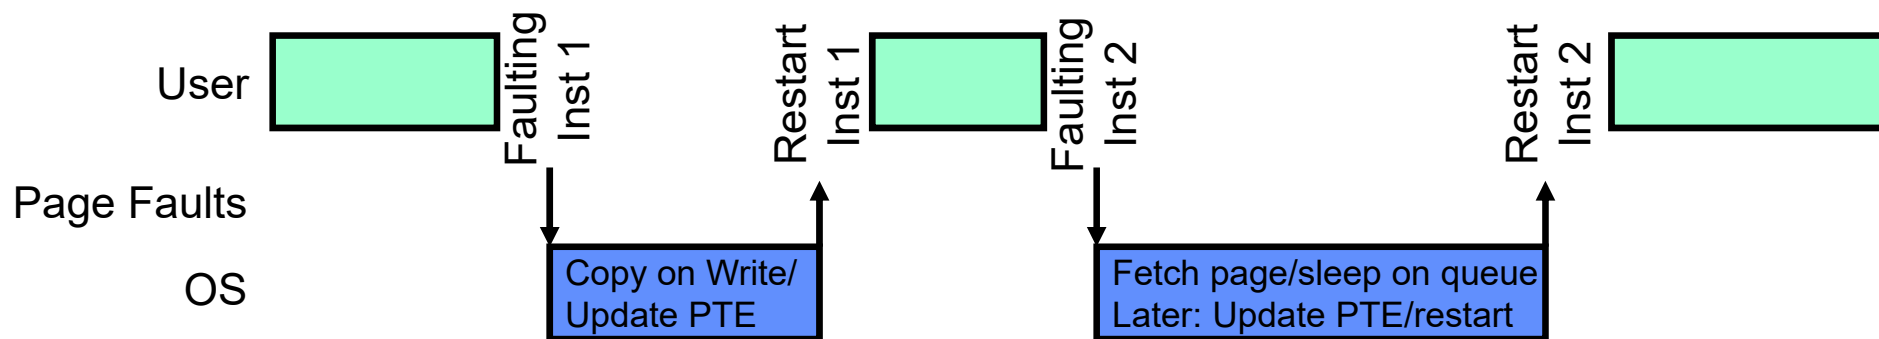 User
Faulting
Inst 1
Restart
Inst 1
Faulting
Inst 2
Restart
Inst 2
Page Faults
OS
Copy on Write/
Update PTE
Fetch page/sleep on queue
Later: Update PTE/restart